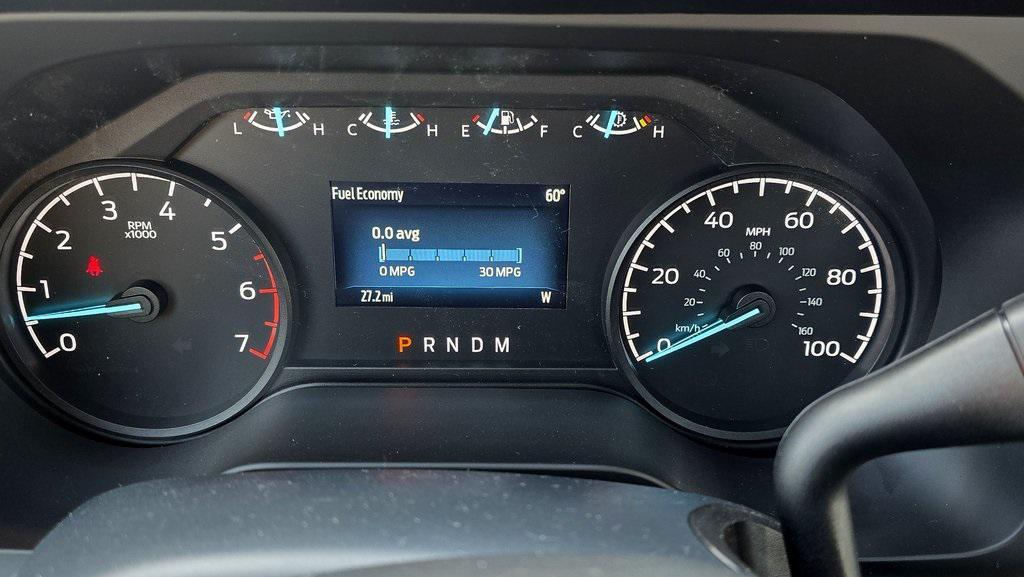 L H C H E F C H
Fuel Economy 60°
0.0 avg
0 MPG 30 MPG
27.2 mi W
P R N D M
0 1 2 3 4 5 6 7
RPM
x1000
0 20 40 60 80 100
MPH
km/h 20 40 60 80 100 120 140 160